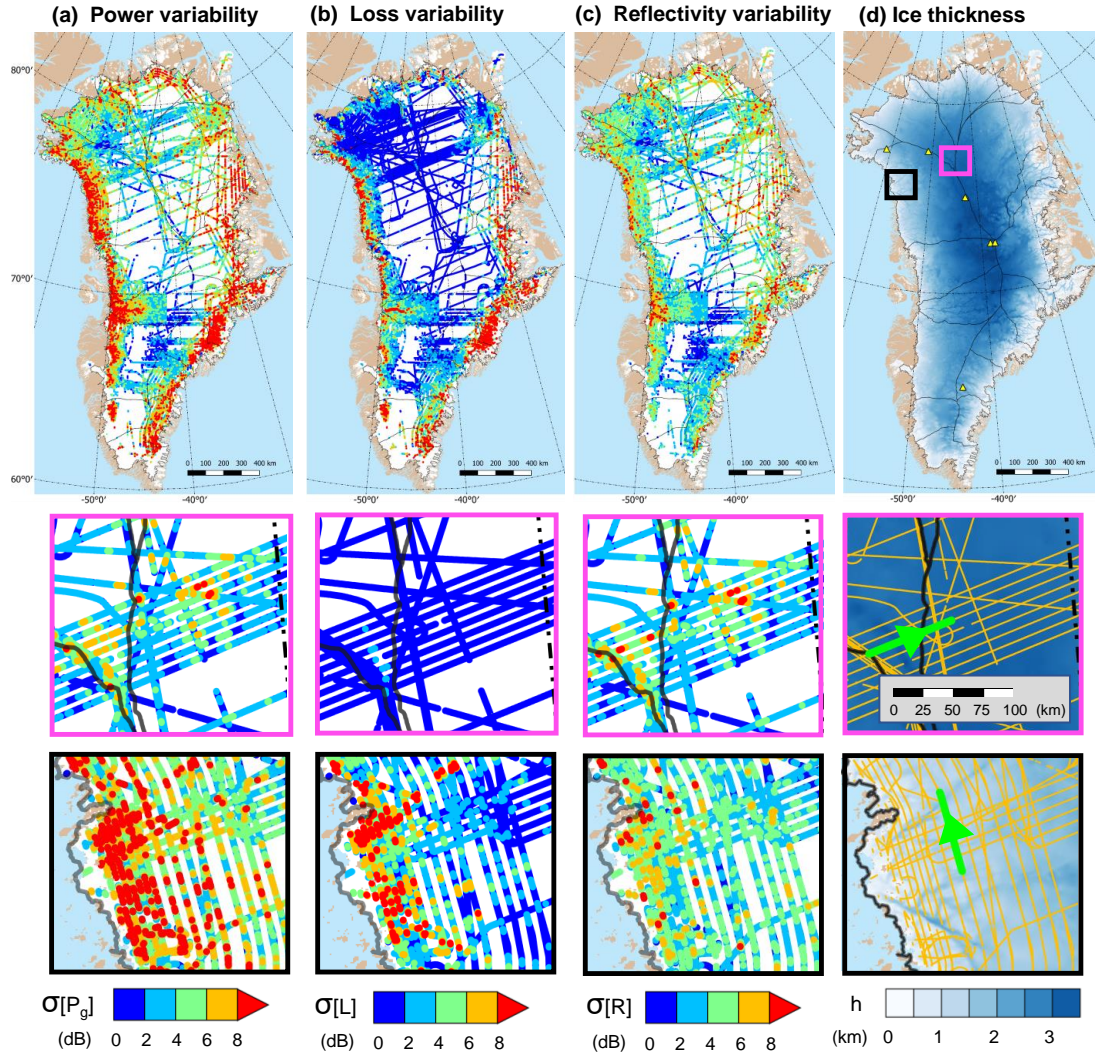 (a) Power variability
(b) Loss variability
(c) Reflectivity variability
(d) Ice thickness
80°0'
70°0'
60°0'
0 100 200 300 400 km
0 100 200 300 400 km
0 100 200 300 400 km
0 100 200 300 400 km
-50°0' -40°0'
-50°0' -40°0'
-50°0' -40°0'
-50°0' -40°0'
0 25 50 75 100 (km)
σ[Pg]
(dB) 0 2 4 6 8
σ[L]
(dB) 0 2 4 6 8
σ[R]
(dB) 0 2 4 6 8
h
(km) 0 1 2 3